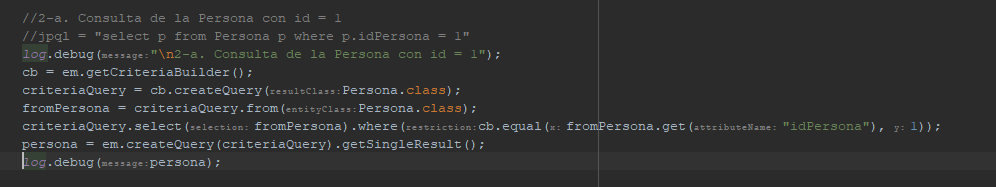 //2-a. Consulta de la Persona con id = 1
//jpql = "select p from Persona p where p.idPersona = 1"
log.debug( message: "\n2-a. Consulta de la Persona con id = 1");
cb = em.getCriteriaBuilder();
criteriaQuery = cb.createQuery( resultClass: Persona.class);
fromPersona = criteriaQuery.from( entityClass: Persona.class);
criteriaQuery.select( selection: fromPersona).where( restriction: cb.equal( x: fromPersona.get( attributeName: "idPersona"), y: 1));
persona = em.createQuery(criteriaQuery).getSingleResult();
log.debug( message: persona);